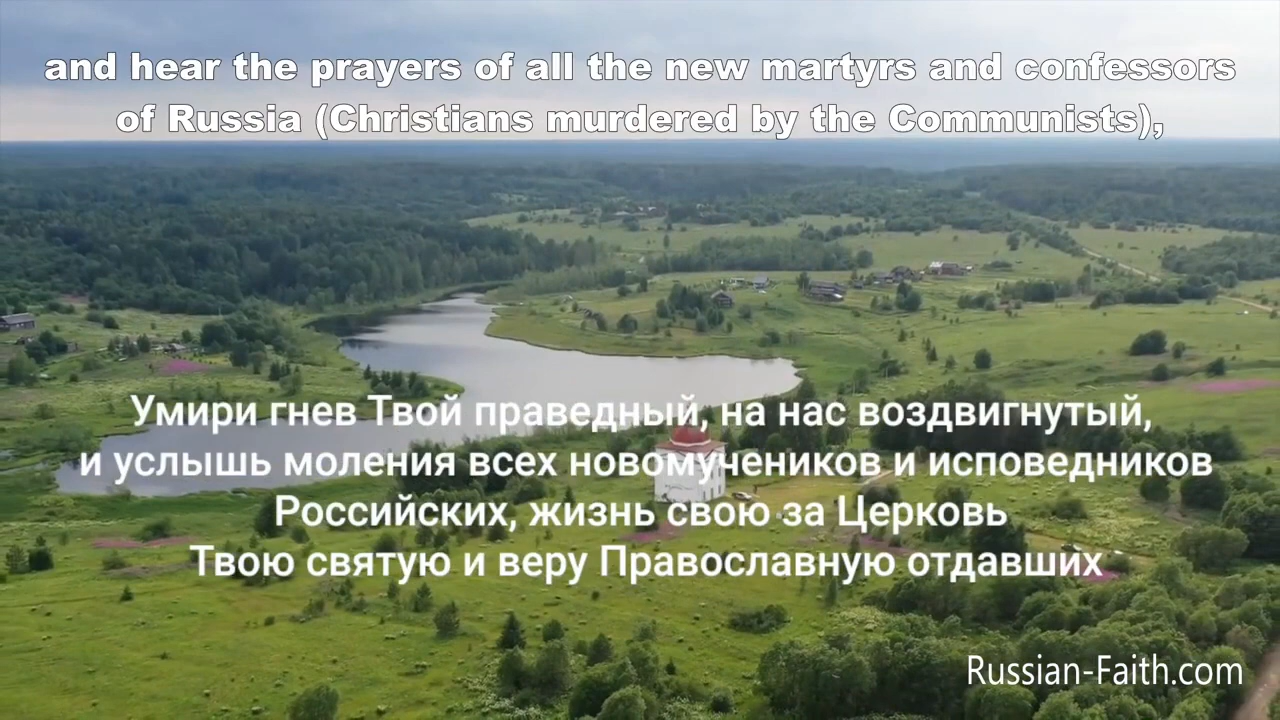 and hear the prayers of all the new martyrs and confessors
of Russia (Christians murdered by the Communists),
Умири гнев Твой праведный, на нас воздвигнутый,
и услышь моления всех новомучеников и исповедников
Российских, жизнь свою за Церковь
Твою святую и веру Православную отдавших
Russian-Faith.com